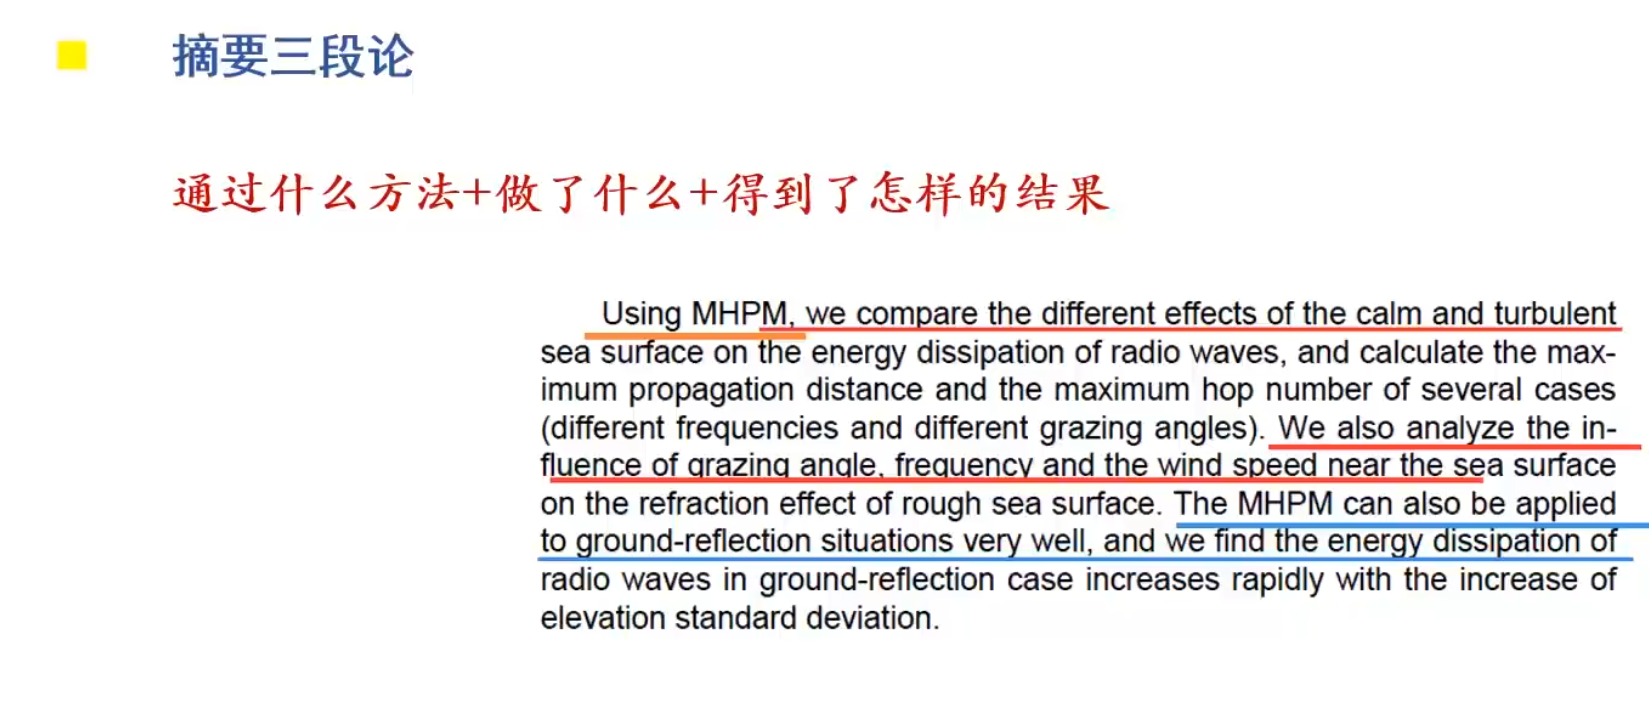 摘要三段论
通过什么方法+做了什么+得到了怎样的结果
Using MHPM, we compare the different effects of the calm and turbulent
sea surface on the energy dissipation of radio waves, and calculate the max-
imum propagation distance and the maximum hop number of several cases
(different frequencies and different grazing angles). We also analyze the in-
fluence of grazing angle, frequency and the wind speed near the sea surface
on the refraction effect of rough sea surface. The MHPM can also be applied
to ground-reflection situations very well, and we find the energy dissipation of
radio waves in ground-reflection case increases rapidly with the increase of
elevation standard deviation.